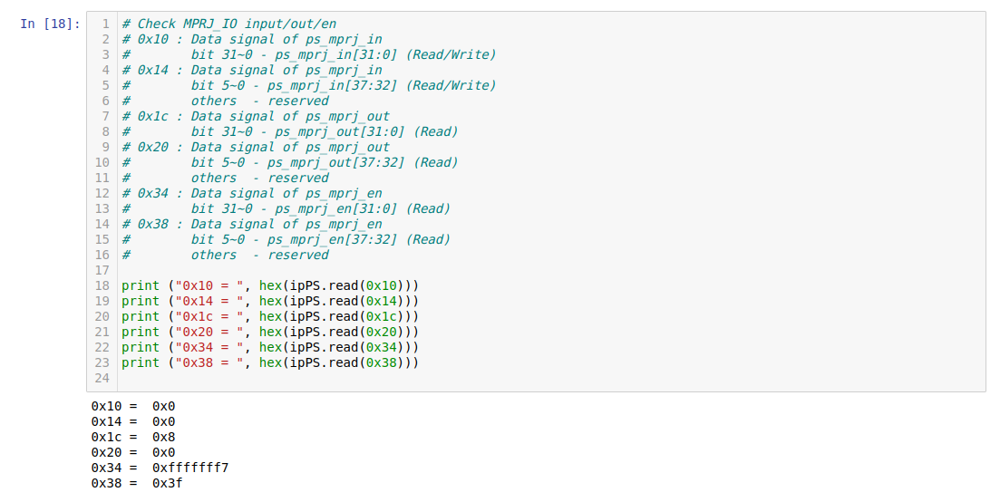 In [18]:
1 # Check MPRJ_IO input/out/en
2 # 0x10 : Data signal of ps_mprj_in
3 #        bit 31~0 - ps_mprj_in[31:0] (Read/Write)
4 # 0x14 : Data signal of ps_mprj_in
5 #        bit 5~0 - ps_mprj_in[37:32] (Read/Write)
6 #        others  - reserved
7 # 0x1c : Data signal of ps_mprj_out
8 #        bit 31~0 - ps_mprj_out[31:0] (Read)
9 # 0x20 : Data signal of ps_mprj_out
10 #        bit 5~0 - ps_mprj_out[37:32] (Read)
11 #        others  - reserved
12 # 0x34 : Data signal of ps_mprj_en
13 #        bit 31~0 - ps_mprj_en[31:0] (Read)
14 # 0x38 : Data signal of ps_mprj_en
15 #        bit 5~0 - ps_mprj_en[37:32] (Read)
16 #        others  - reserved
17
18 print ("0x10 = ", hex(ipPS.read(0x10)))
19 print ("0x14 = ", hex(ipPS.read(0x14)))
20 print ("0x1c = ", hex(ipPS.read(0x1c)))
21 print ("0x20 = ", hex(ipPS.read(0x20)))
22 print ("0x34 = ", hex(ipPS.read(0x34)))
23 print ("0x38 = ", hex(ipPS.read(0x38)))
24
0x10 =  0x0
0x14 =  0x0
0x1c =  0x8
0x20 =  0x0
0x34 =  0xfffffff7
0x38 =  0x3f